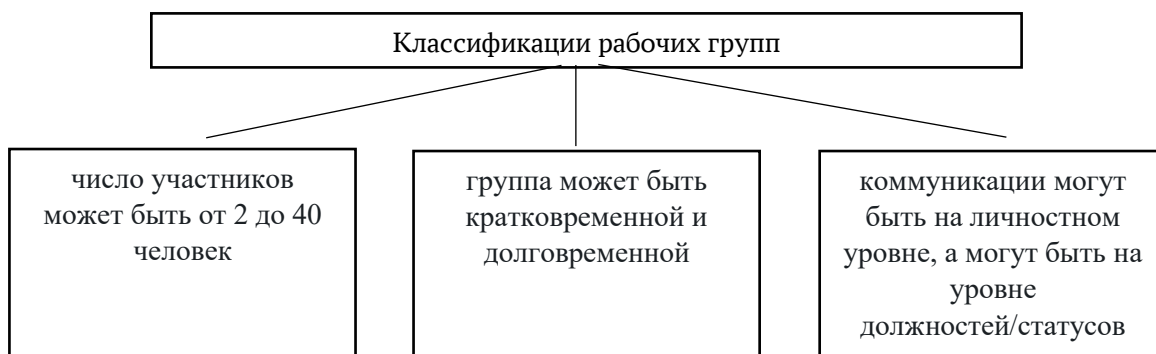 Классификации рабочих групп
число участников
может быть от 2 до 40
человек
группа может быть
кратковременной и
долговременной
коммуникации могут
быть на личностном
уровне, а могут быть на
уровне
должностей/статусов